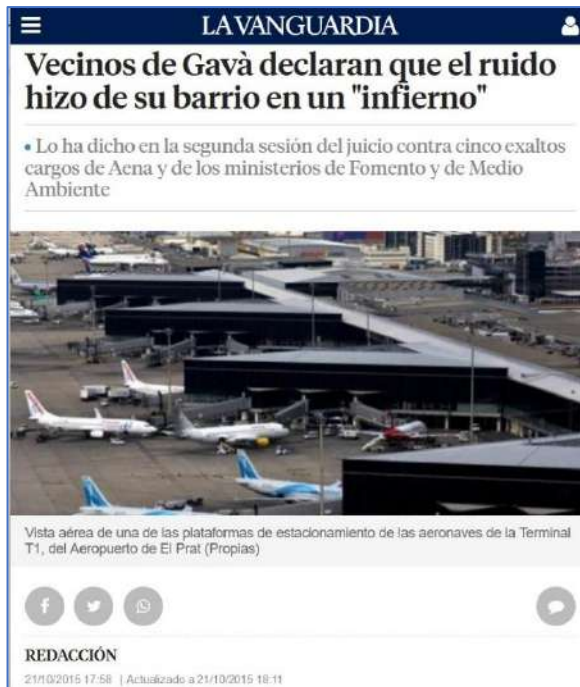 LA VANGUARDIA
Vecinos de Gavà declaran que el ruido
hizo de su barrio en un "infierno"
• Lo ha dicho en la segunda sesión del juicio contra cinco exaltos
cargos de Aena y de los ministerios de Fomento y de Medio
Ambiente
Vista aérea de una de las plataformas de estacionamiento de las aeronaves de la Terminal
T1, del Aeropuerto de El Prat (Propias)
REDACCIÓN
21/10/2015 17:58 | Actualizado a 21/10/2015 18:11